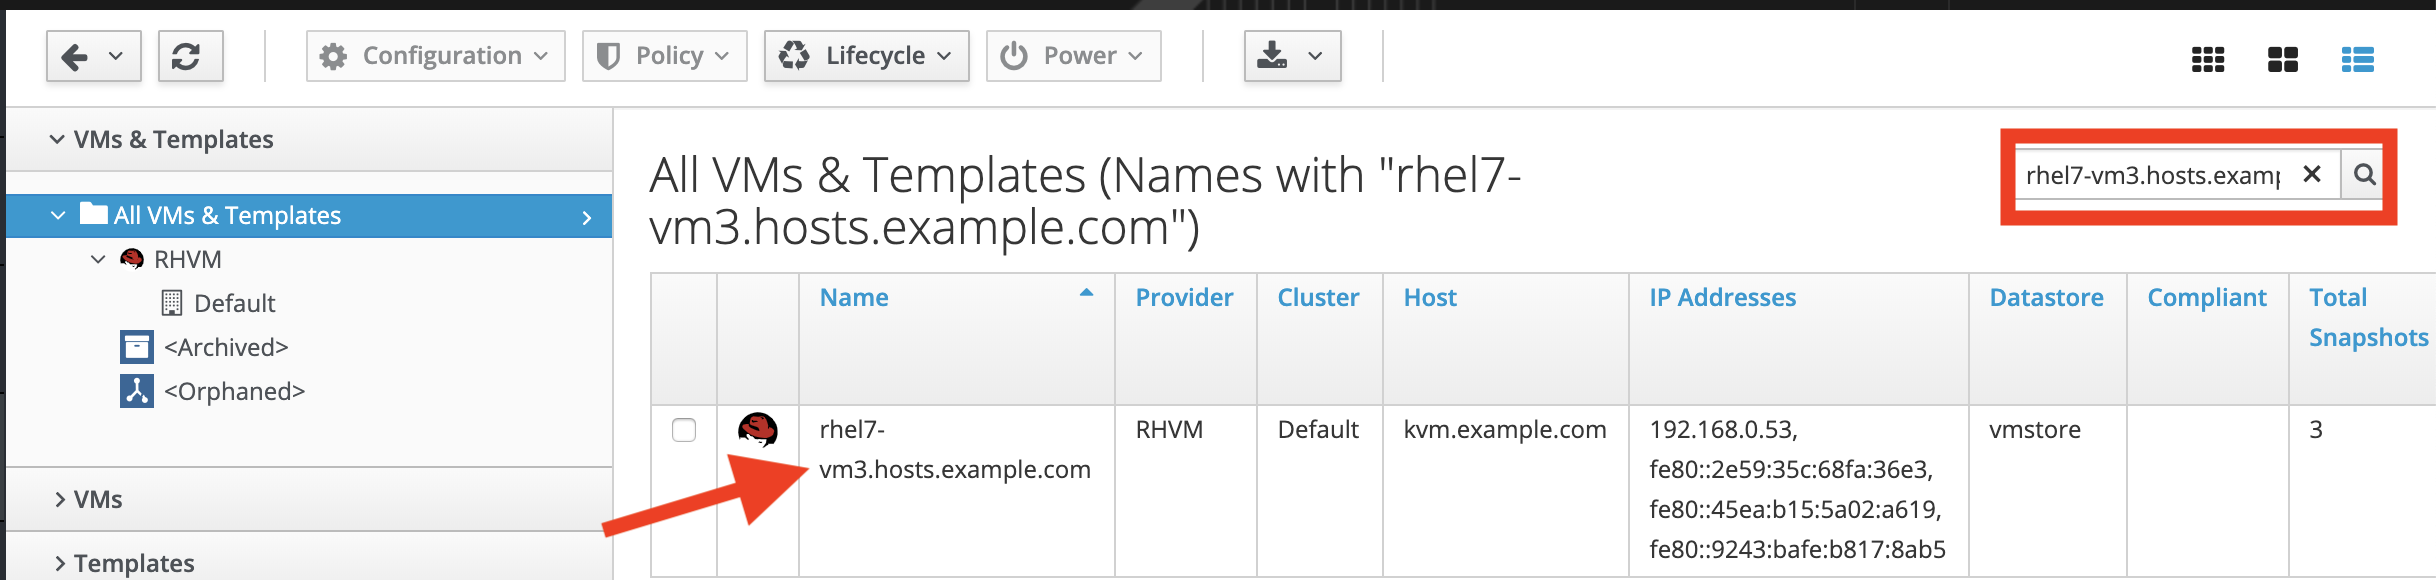 Configuration Policy Lifecycle Power
VMs & Templates
All VMs & Templates
RHVM
Default
<Archived>
<Orphaned>
VMs
Templates
All VMs & Templates (Names with "rhel7-
vm3.hosts.example.com")
rhel7-vm3.hosts.examp
Name Provider Cluster Host IP Addresses Datastore Compliant Total
Snapshots
rhel7- RHVM Default kvm.example.com 192.168.0.53, vmstore 3
vm3.hosts.example.com fe80::2e59:35c:68fa:36e3,
fe80::45ea:b15:5a02:a619,
fe80::9243:bafe:b817:8ab5